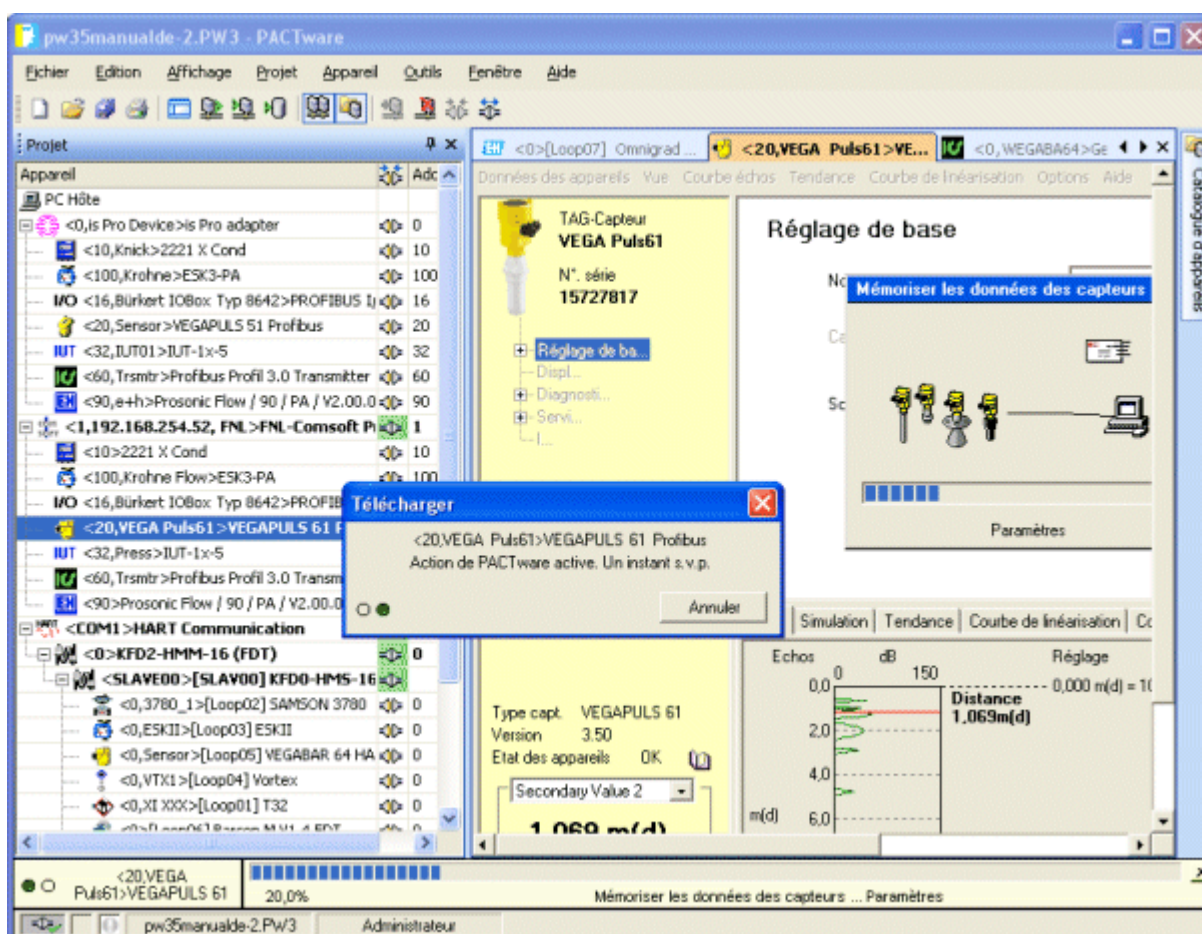 pw35manualde-2.PW3 - PACTware
Fichier Edition Affichage Projet Appareil Outils Fenêtre Aide
Projet
<0>[Loop07] Omnigrad ... <20,VEGA Puls61>VE... <0, WEGABA64>Ge
Appareil Adc
Données des appareils Vue Courbe échos Tendance Courbe de linéarisation Options Aide
Catalogue d'appareils
PC Hôte
<0,is Pro Device>is Pro adapter 0
<10,Knick>2221 X Cond 10
<100,Krohne>ESK3-PA 100
I/O <16,Bürkert IOBox Typ 8642>PROFIBUS 16
<20,Sensor>VEGAPULS 51 Profibus 20
IUT <32,IUT01>IUT-1x-5 32
<60,Trsmtr>Profibus Profil 3.0 Transmitter 60
<90,e+h>Prosonic Flow / 90 / PA / V2.00.0 90
<1,192.168.254.52, FNL>FNL-Comsoft 1
<10>2221 X Cond 10
<100,Krohne Flow>ESK3-PA 100
I/O <16,Bürkert IOBox Typ 8642>PROFIB
<20,VEGA Puls61>VEGAPULS 61 P
IUT <32,Press>IUT-1x-5
<60,Trsmtr>Profibus Profil 3.0 Transm
<90>Prosonic Flow / 90 / PA / V2.00.0
<COM1>HART Communication
<0>KFD2-HMM-16 (FDT) 0
<SLAVE00>[SLAV00] KFD0-HMS-16
<0,3780_1>[Loop02] SAMSON 3780 0
<0,ESKII>[Loop03] ESKII 0
<0,Sensor>[Loop05] VEGABAR 64 HA 0
<0,VTX1>[Loop04] Vortex 0
<0,XI XXX>[Loop01] T32 0
TAG-Capteur
VEGA Puls61
N°. série
15727817
Réglage de ba...
Displ...
Diagnosti...
Servi...
I...
Réglage de base
Mémoriser les données des capteurs
Paramètres
Télécharger
<20,VEGA Puls61>VEGAPULS 61 Profibus
Action de PACTware active. Un instant s.v.p.
Annuler
Type capt. VEGAPULS 61
Version 3.50
Etat des appareils OK
Secondary Value 2
1,069 m(d)
Simulation Tendance Courbe de linéarisation Co
Echos dB Réglage
0 150
0,0 0,000 m(d) = 10
Distance
1,069m(d)
2,0
4,0
m(d) 6,0
<20,VEGA
Puls61>VEGAPULS 61
20,0% Mémoriser les données des capteurs ... Paramètres
pw35manualde-2.PW3 Administrateur